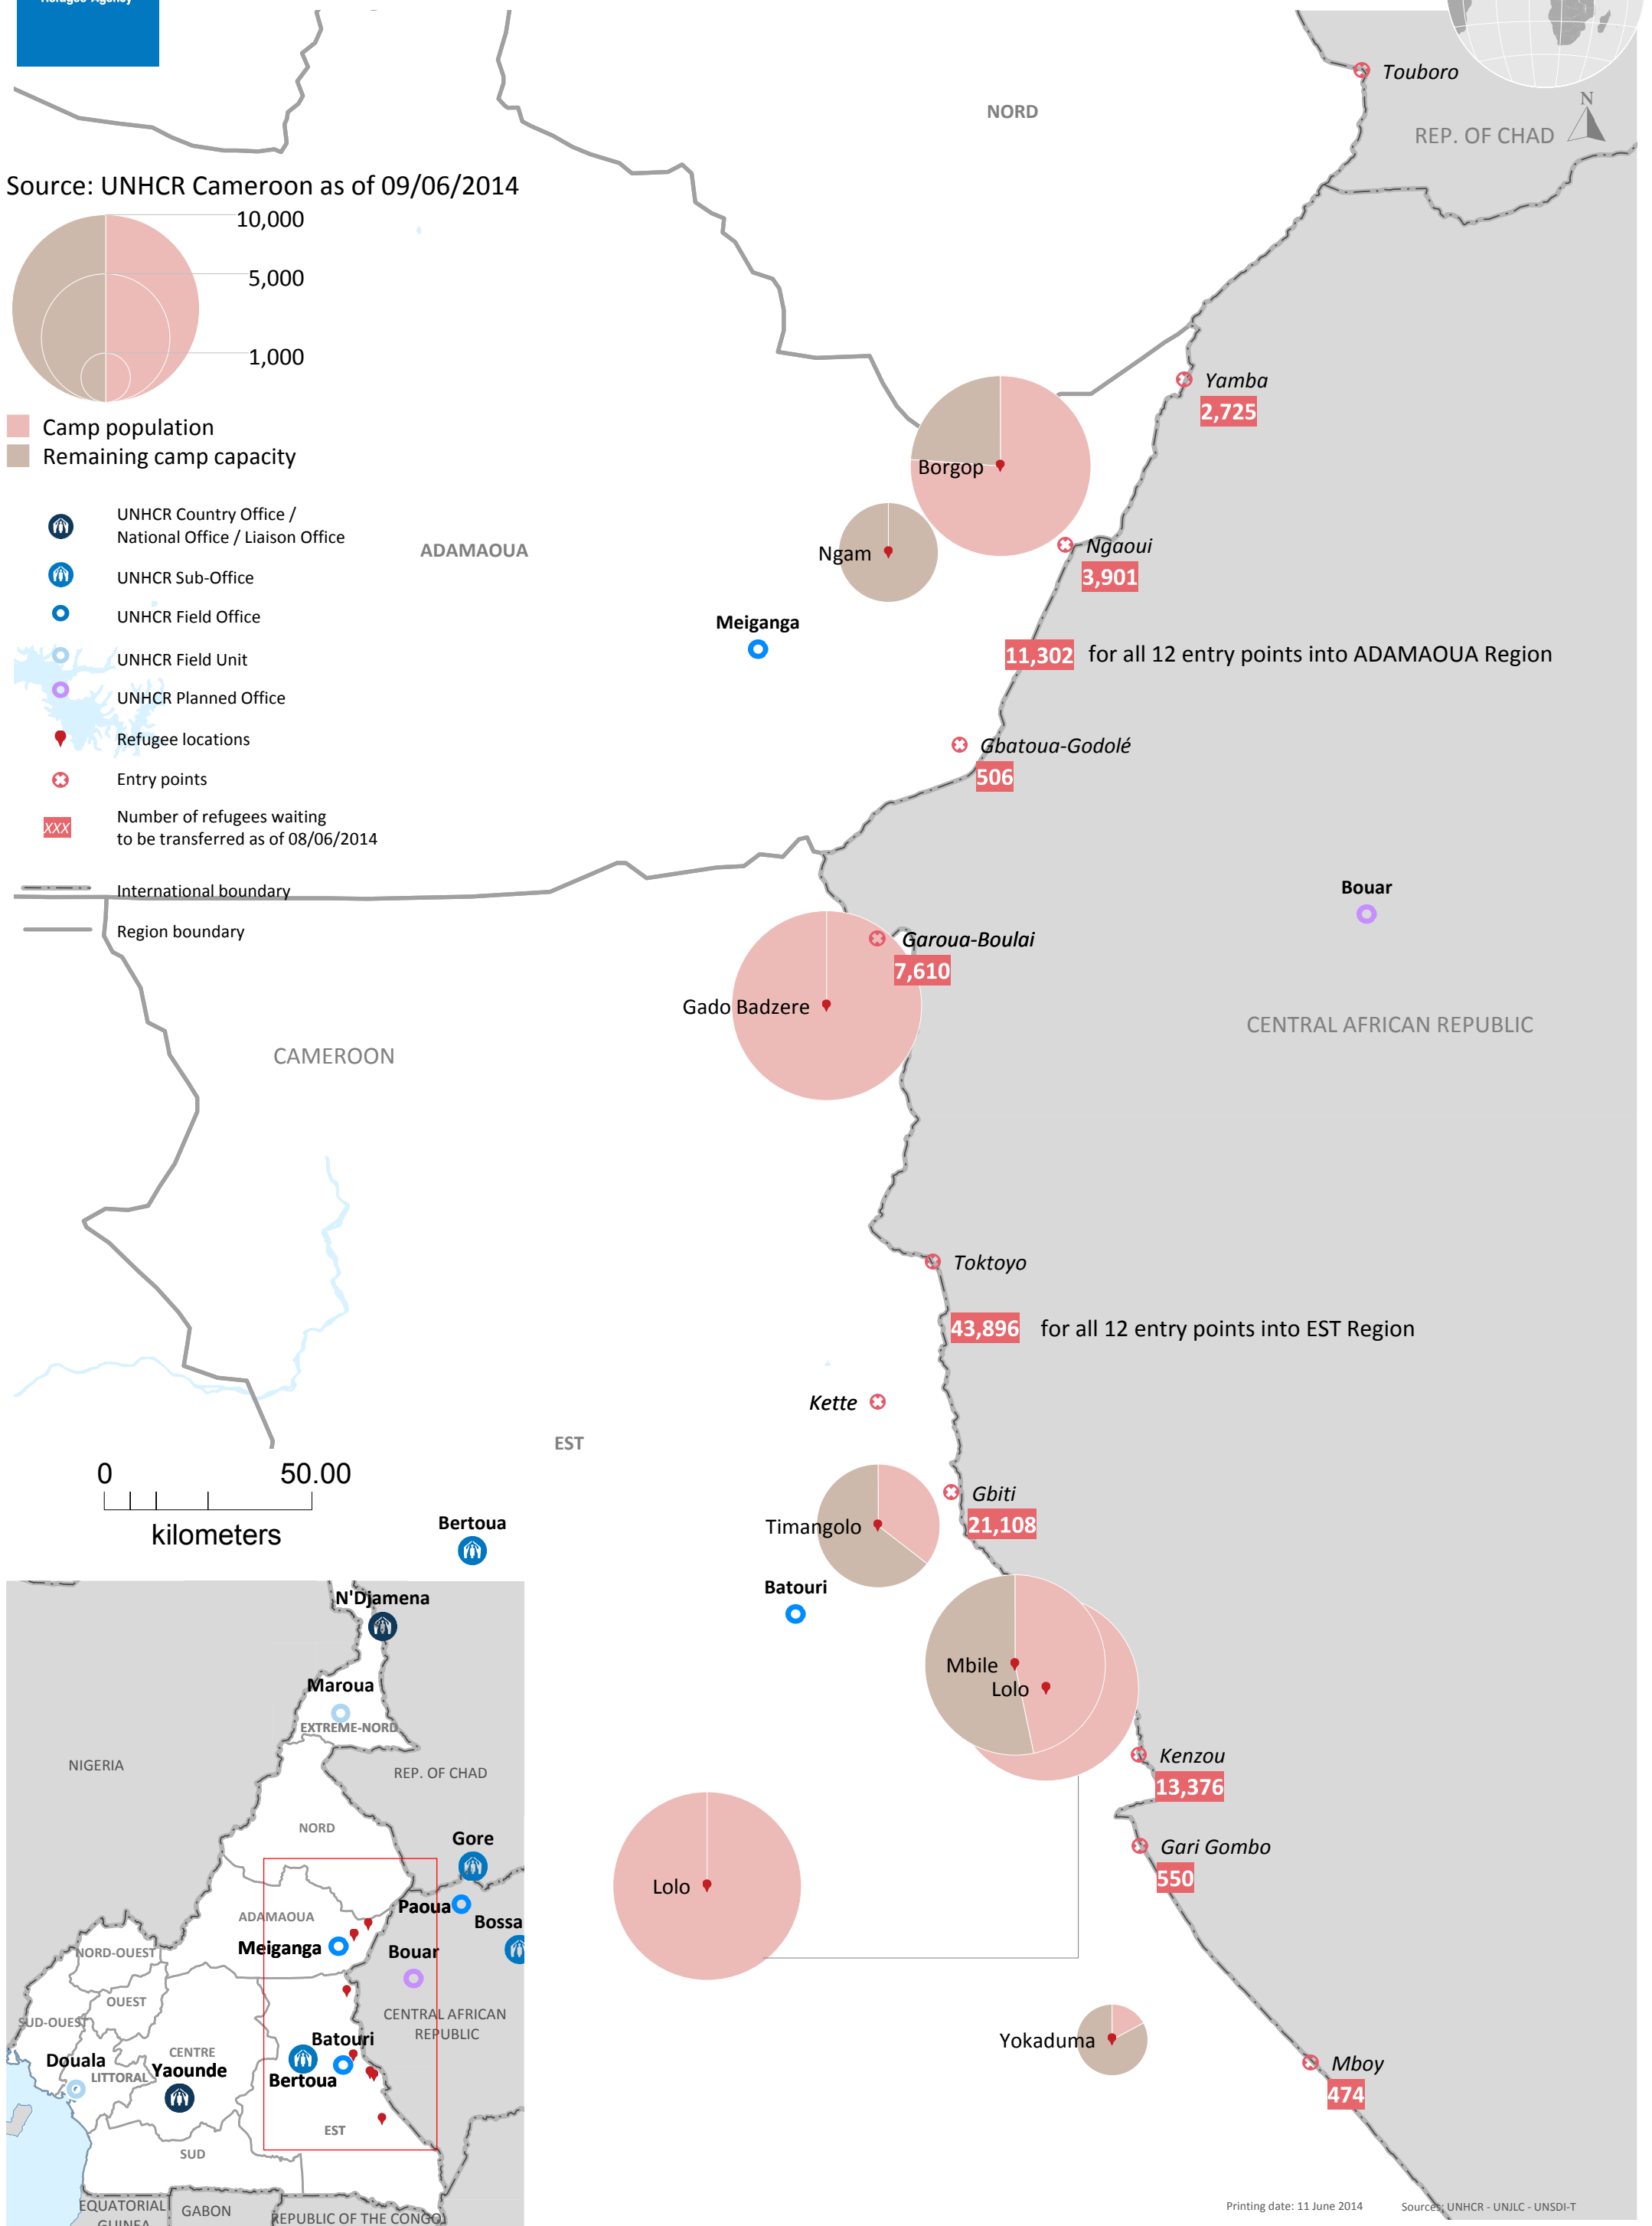 Refugee Agency
Touboro
NORD
N
REP. OF CHAD
Source: UNHCR Cameroon as of 09/06/2014
10,000
5,000
1,000
Camp population
Remaining camp capacity
Yamba
2,725
Borgop
UNHCR Country Office /
National Office / Liaison Office
ADAMAOUA
Ngaoui
Ngam
3,901
UNHCR Sub-Office
UNHCR Field Office
Meiganga
11,302 for all 12 entry points into ADAMAOUA Region
UNHCR Field Unit
UNHCR Planned Office
Refugee locations
Gbatoua-Godolé
506
Entry points
XXX
Number of refugees waiting
to be transferred as of 08/06/2014
International boundary
Region boundary
Bouar
Garoua-Boulai
7,610
Gado Badzere
CENTRAL AFRICAN REPUBLIC
CAMEROON
Toktoyo
43,896 for all 12 entry points into EST Region
Kette
EST
0 50.00
kilometers
Gbiti
21,108
Timangolo
Bertoua
Batouri
Mbile
Lolo
Kenzou
13,376
Gari Gombo
550
Lolo
Yokaduma
Mboy
474
N'Djamena
Maroua
EXTREME-NORD
NIGERIA
REP. OF CHAD
NORD
Gore
Paoua
ADAMAOUA
Bossa
Meiganga
Bouar
NORD-OUEST
OUEST
SUD-OUEST
CENTRAL AFRICAN
REPUBLIC
Batouri
CENTRE
Douala
Yaounde
LITTORAL
Bertoua
EST
SUD
EQUATORIAL
GUINEA
GABON
REPUBLIC OF THE CONGO
Printing date: 11 June 2014 Sources: UNHCR - UNJLC - UNSDI-T